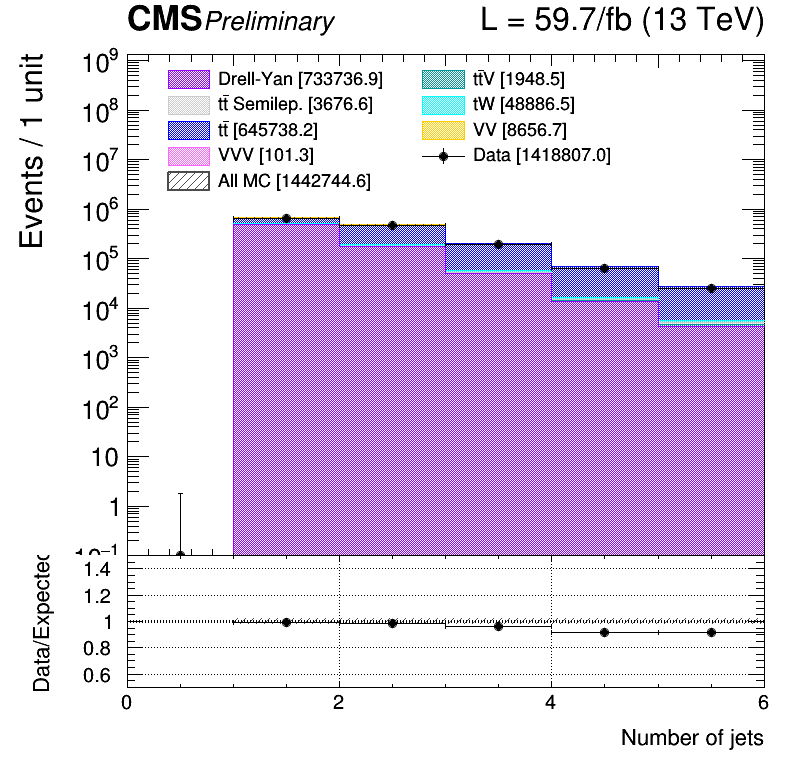 CMS Preliminary L = 59.7/fb (13 TeV)
Events / 1 unit
10⁹
10⁸
10⁷
10⁶
10⁵
10⁴
10³
10²
10
1
10⁻¹
Drell-Yan [733736.9]
tt̄ Semilep. [3676.6]
tt̄ [645738.2]
VVV [101.3]
All MC [1442744.6]
tt̄V [1948.5]
tW [48886.5]
VV [8656.7]
Data [1418807.0]
Data/Expected
1.4
1.2
1
0.8
0.6
0 2 4 6
Number of jets